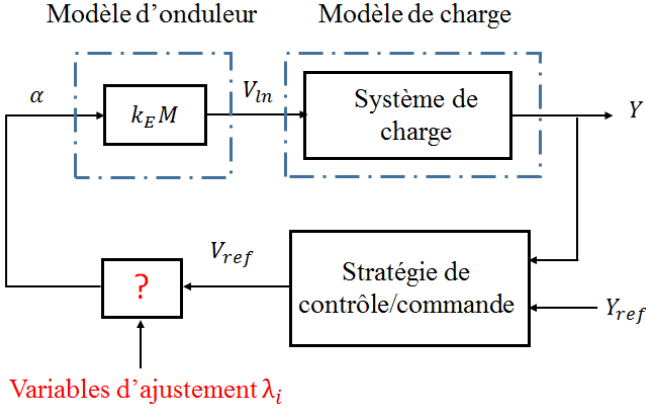 Modèle d'onduleur
Modèle de charge
α
k_E M
V_ln
Système de
charge
Y
V_ref
?
Stratégie de
contrôle/commande
Y_ref
Variables d'ajustement λ_i